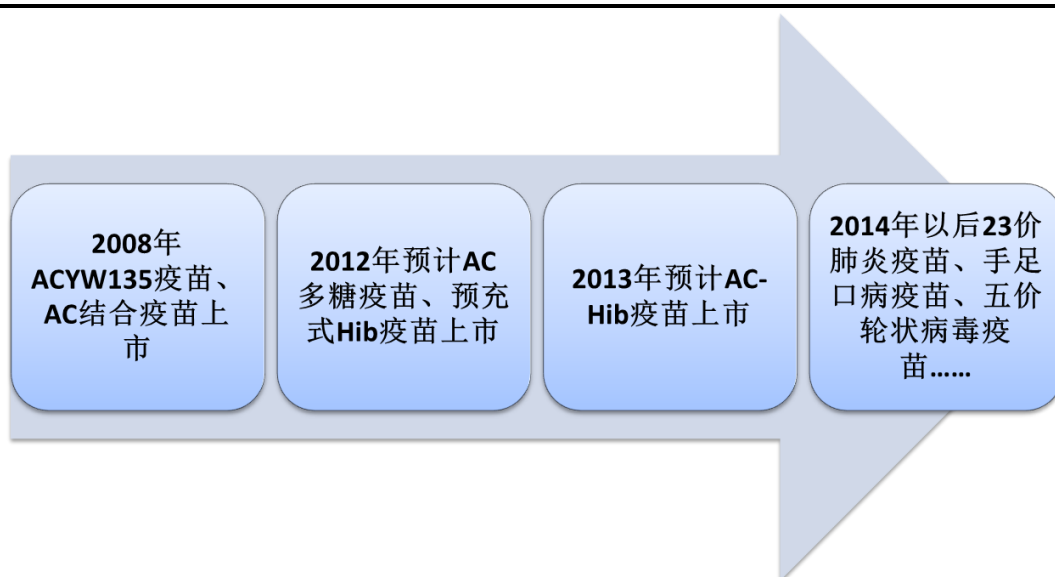 2008年
ACYW135疫苗、
AC结合疫苗上
市
2012年预计AC
多糖疫苗、预充
式Hib疫苗上市
2013年预计AC-
Hib疫苗上市
2014年以后23价
肺炎疫苗、手足
口病疫苗、五价
轮状病毒疫
苗……